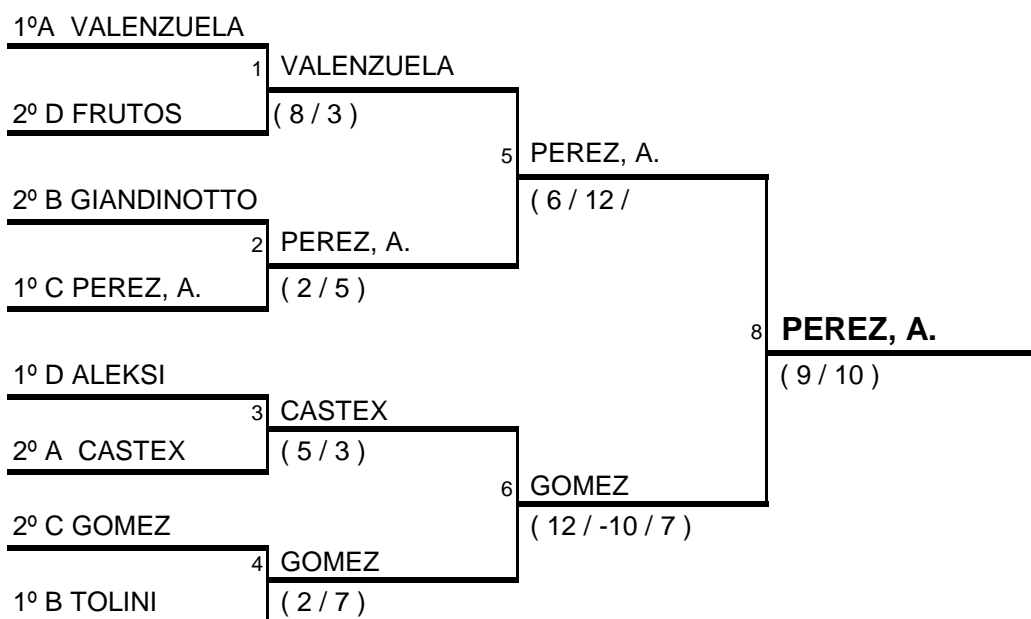 1ºA VALENZUELA
1 VALENZUELA
2º D FRUTOS
( 8 / 3 )
5 PEREZ, A.
2º B GIANDINOTTO
( 6 / 12 /
2 PEREZ, A.
1º C PEREZ, A.
( 2 / 5 )
8 PEREZ, A.
1º D ALEKSI
( 9 / 10 )
3 CASTEX
2º A CASTEX
( 5 / 3 )
6 GOMEZ
2º C GOMEZ
( 12 / -10 / 7 )
4 GOMEZ
1º B TOLINI
( 2 / 7 )